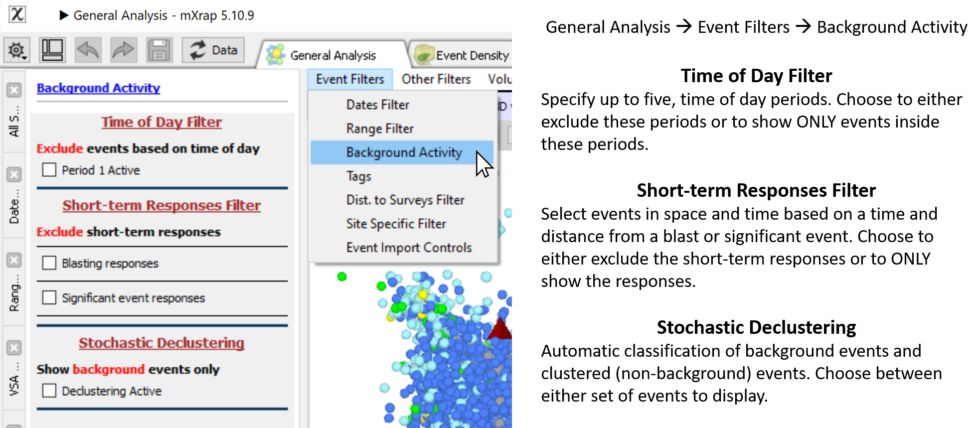 General Analysis - mXrap 5.10.9
Data
General Analysis
Event Density
Event Filters
Other Filters
Volu
Dates Filter
Range Filter
Background Activity
Tags
Dist. to Surveys Filter
Site Specific Filter
Event Import Controls
All S...
Date...
Rang...
VSA ...
Background Activity
Time of Day Filter
Exclude events based on time of day
Period 1 Active
Short-term Responses Filter
Exclude short-term responses
Blasting responses
Significant event responses
Stochastic Declustering
Show background events only
Declustering Active
General Analysis → Event Filters → Background Activity
Time of Day Filter
Specify up to five, time of day periods. Choose to either
exclude these periods or to show ONLY events inside
these periods.
Short-term Responses Filter
Select events in space and time based on a time and
distance from a blast or significant event. Choose to
either exclude the short-term responses or to ONLY
show the responses.
Stochastic Declustering
Automatic classification of background events and
clustered (non-background) events. Choose between
either set of events to display.